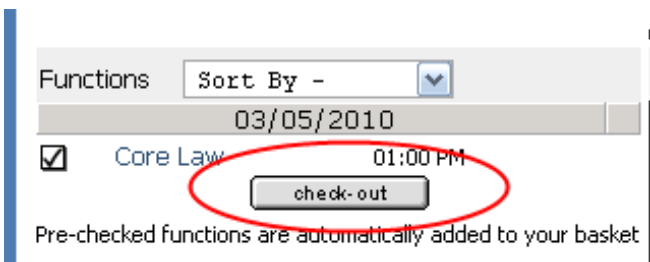 Functions Sort By -
03/05/2010
Core Law 01:00 PM
check-out
Pre-checked functions are automatically added to your basket